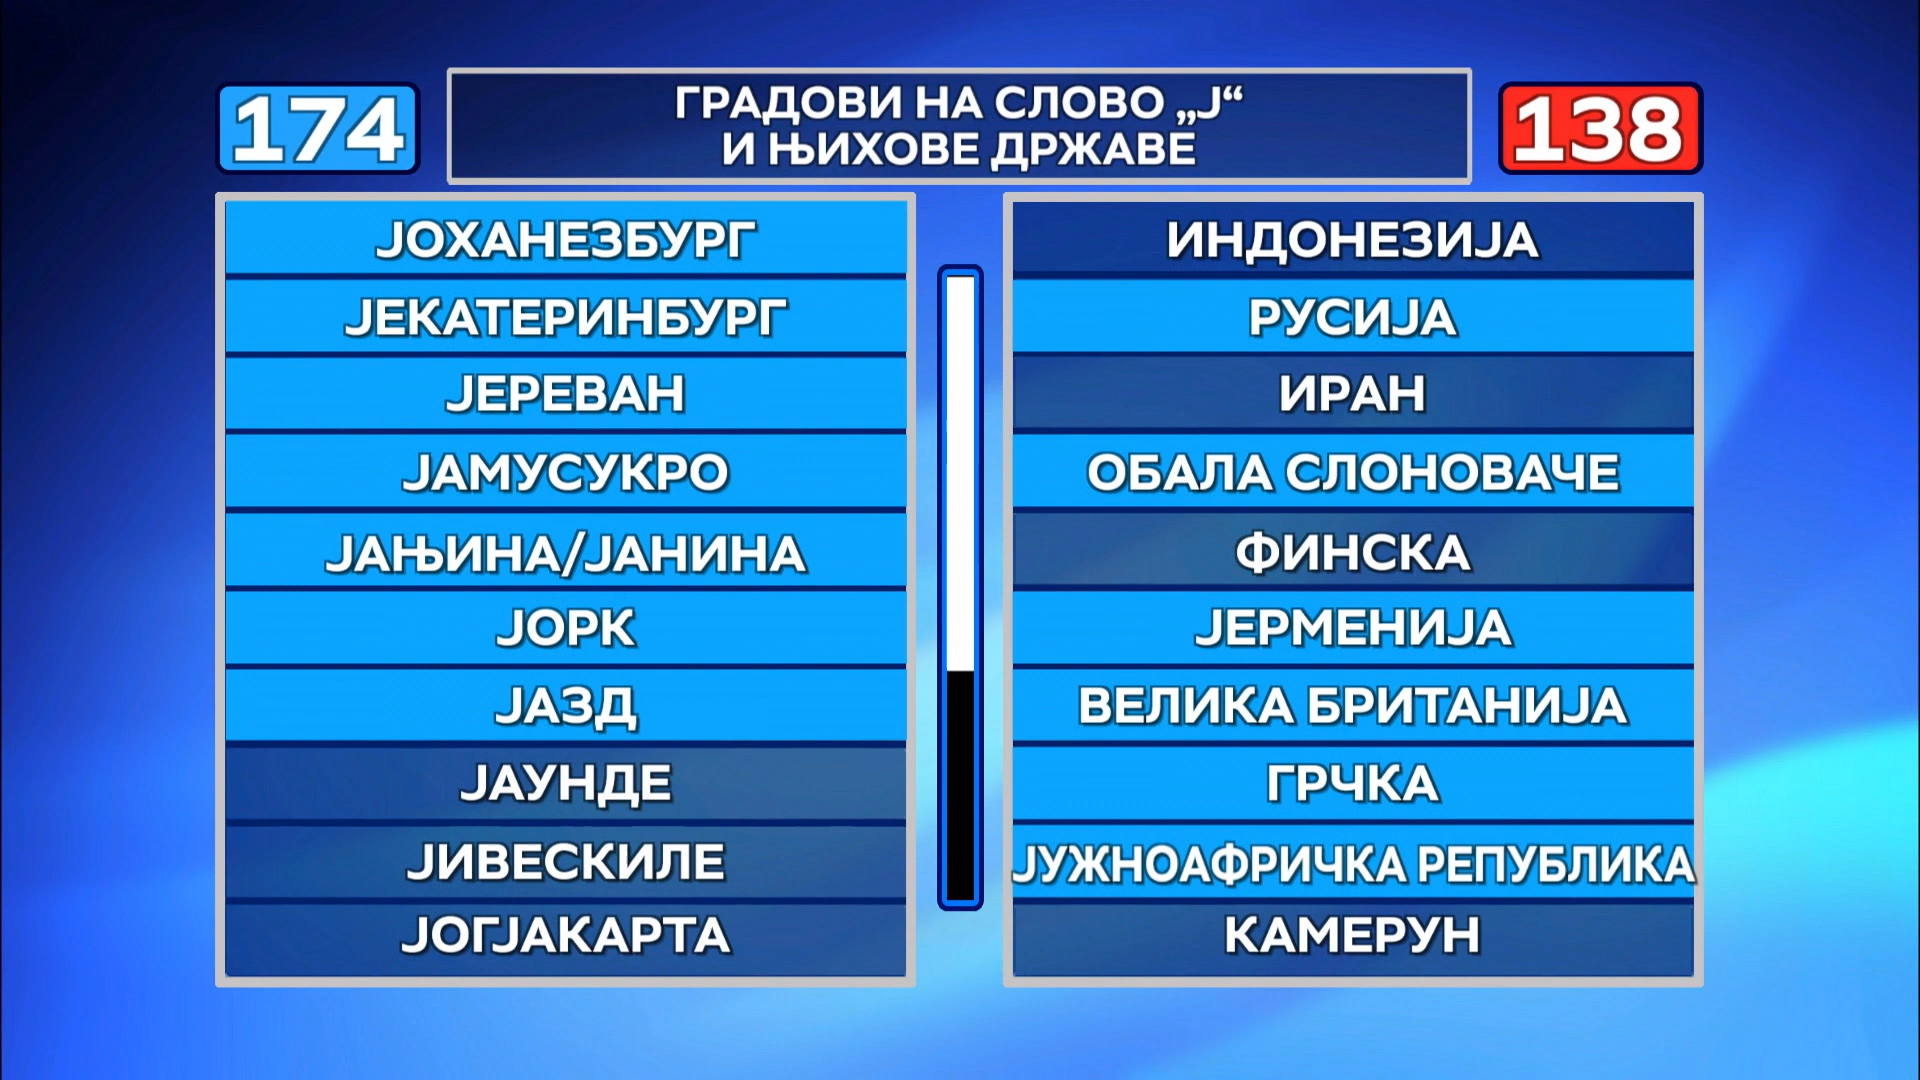 174
ГРАДОВИ НА СЛОВО „Ј“
И ЊИХОВЕ ДРЖАВЕ
138
ЈОХАНЕЗБУРГ
ЈЕКАТЕРИНБУРГ
ЈЕРЕВАН
ЈАМУСУКРО
ЈАЊИНА/ЈАНИНА
ЈОРК
ЈАЗД
ЈАУНДЕ
ЈИВЕСКИЛЕ
ЈОГЈАКАРТА
ИНДОНЕЗИЈА
РУСИЈА
ИРАН
ОБАЛА СЛОНОВАЧЕ
ФИНСКА
ЈЕРМЕНИЈА
ВЕЛИКА БРИТАНИЈА
ГРЧКА
ЈУЖНОАФРИЧКА РЕПУБЛИКА
КАМЕРУН